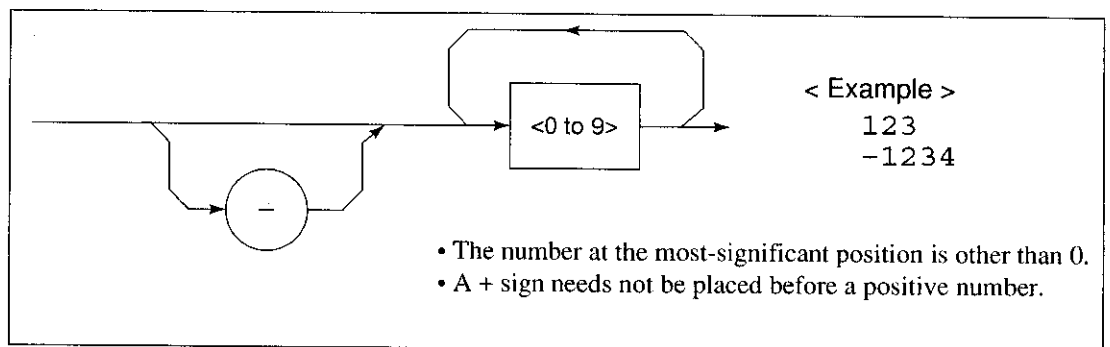 <0 to 9>
< Example >
123
-1234
−
• The number at the most-significant position is other than 0.
• A + sign needs not be placed before a positive number.